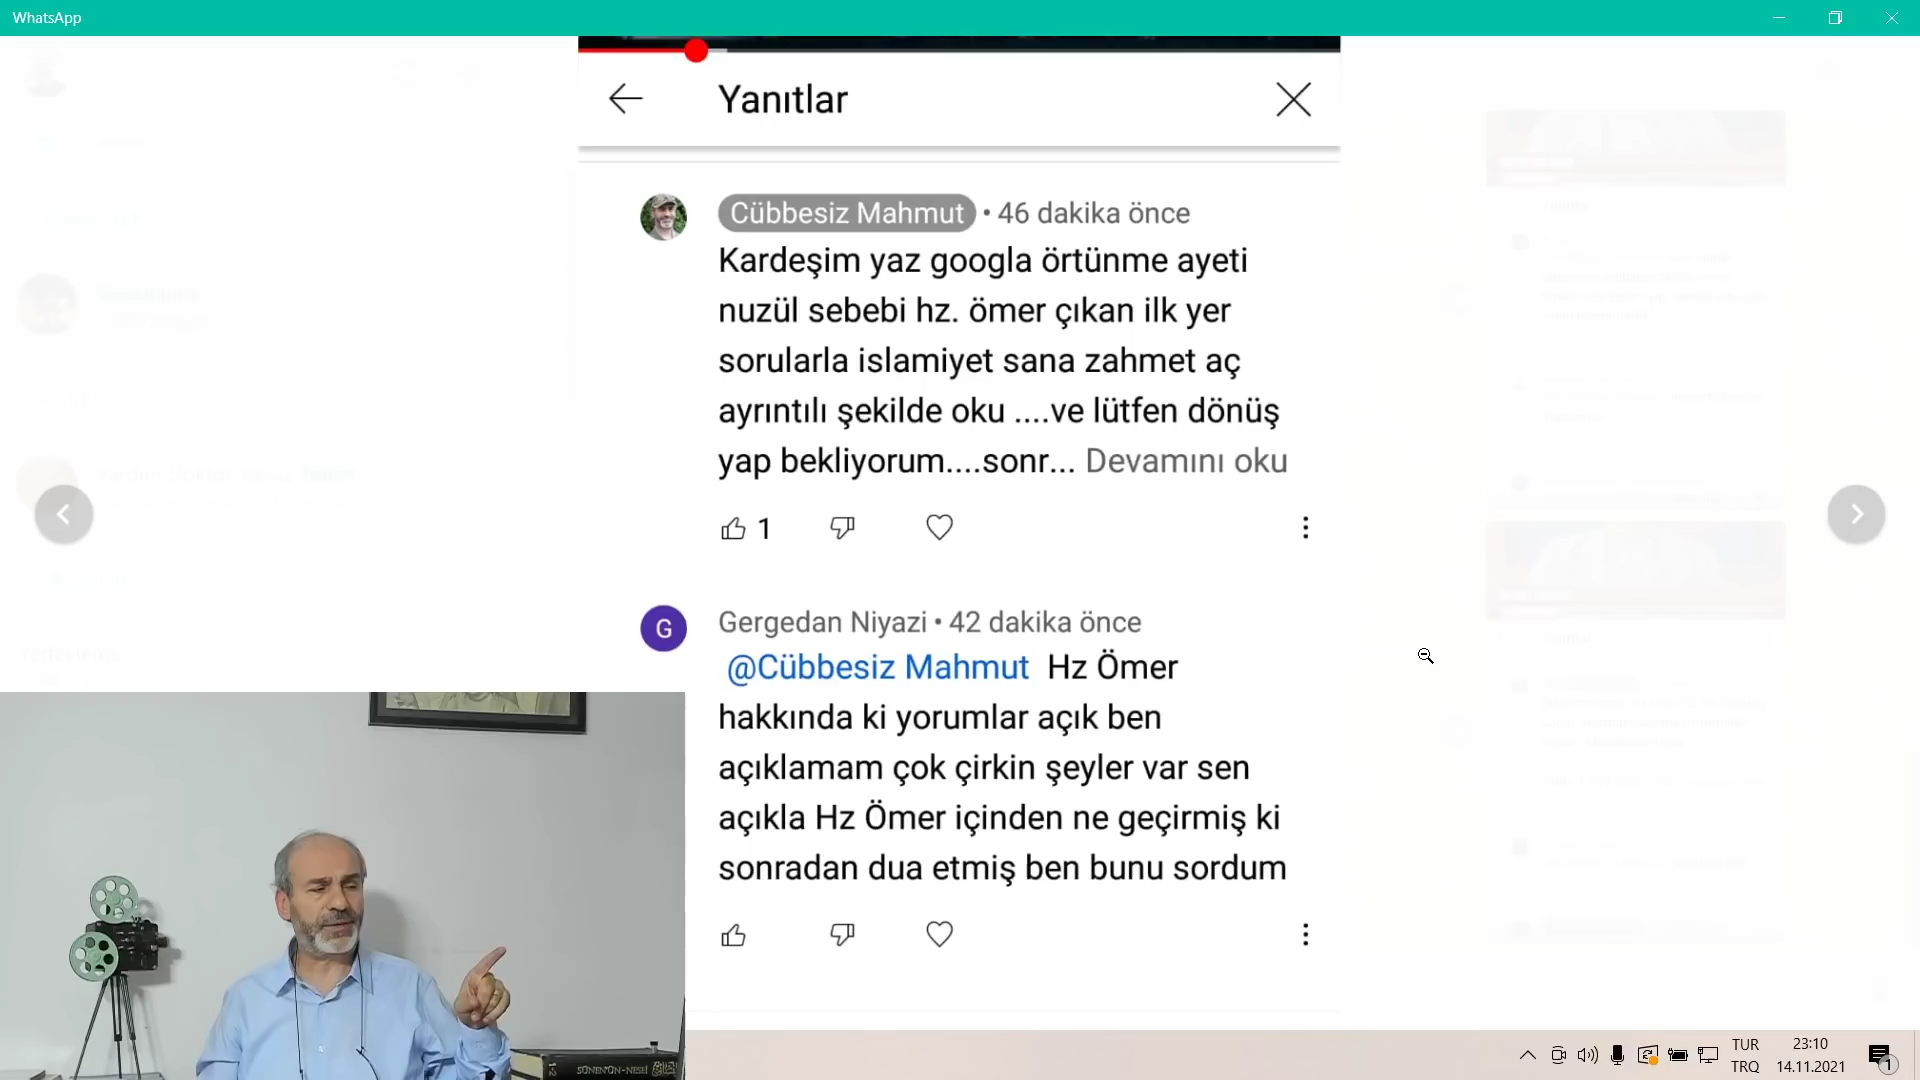 WhatsApp
Yanıtlar
Cübbesiz Mahmut • 46 dakika önce
Kardeşim yaz googla örtünme ayeti
nuzül sebebi hz. ömer çıkan ilk yer
sorularla islamiyet sana zahmet aç
ayrıntılı şekilde oku ....ve lütfen dönüş
yap bekliyorum....sonr... Devamını oku
1
G
Gergedan Niyazi • 42 dakika önce
@Cübbesiz Mahmut Hz Ömer
hakkında ki yorumlar açık ben
açıklamam çok çirkin şeyler var sen
açıkla Hz Ömer içinden ne geçirmiş ki
sonradan dua etmiş ben bunu sordum
TUR
TRQ
23:10
14.11.2021
1